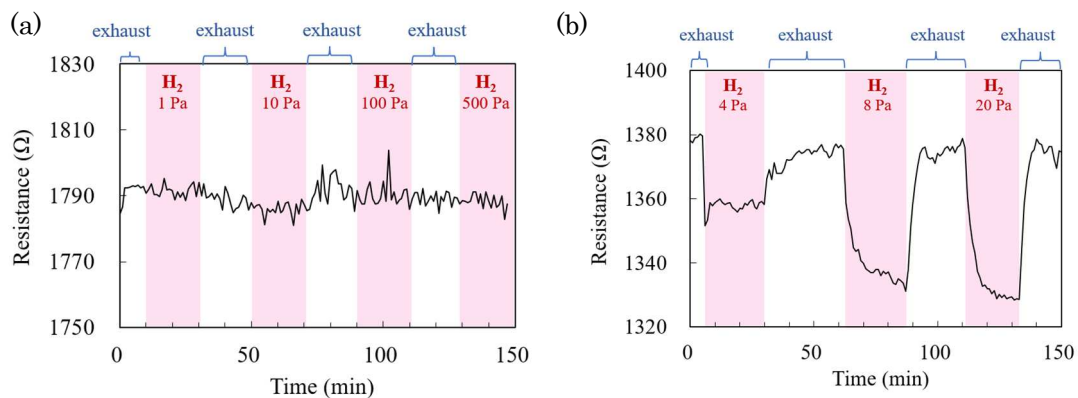 (a)
exhaust exhaust exhaust exhaust
1830
1810
1790
1770
1750
Resistance (Ω)
H₂ H₂ H₂ H₂
1 Pa 10 Pa 100 Pa 500 Pa
0 50 100 150
Time (min)
(b)
exhaust exhaust exhaust exhaust
1400
1380
1360
1340
1320
Resistance (Ω)
H₂ H₂ H₂
4 Pa 8 Pa 20 Pa
0 50 100 150
Time (min)